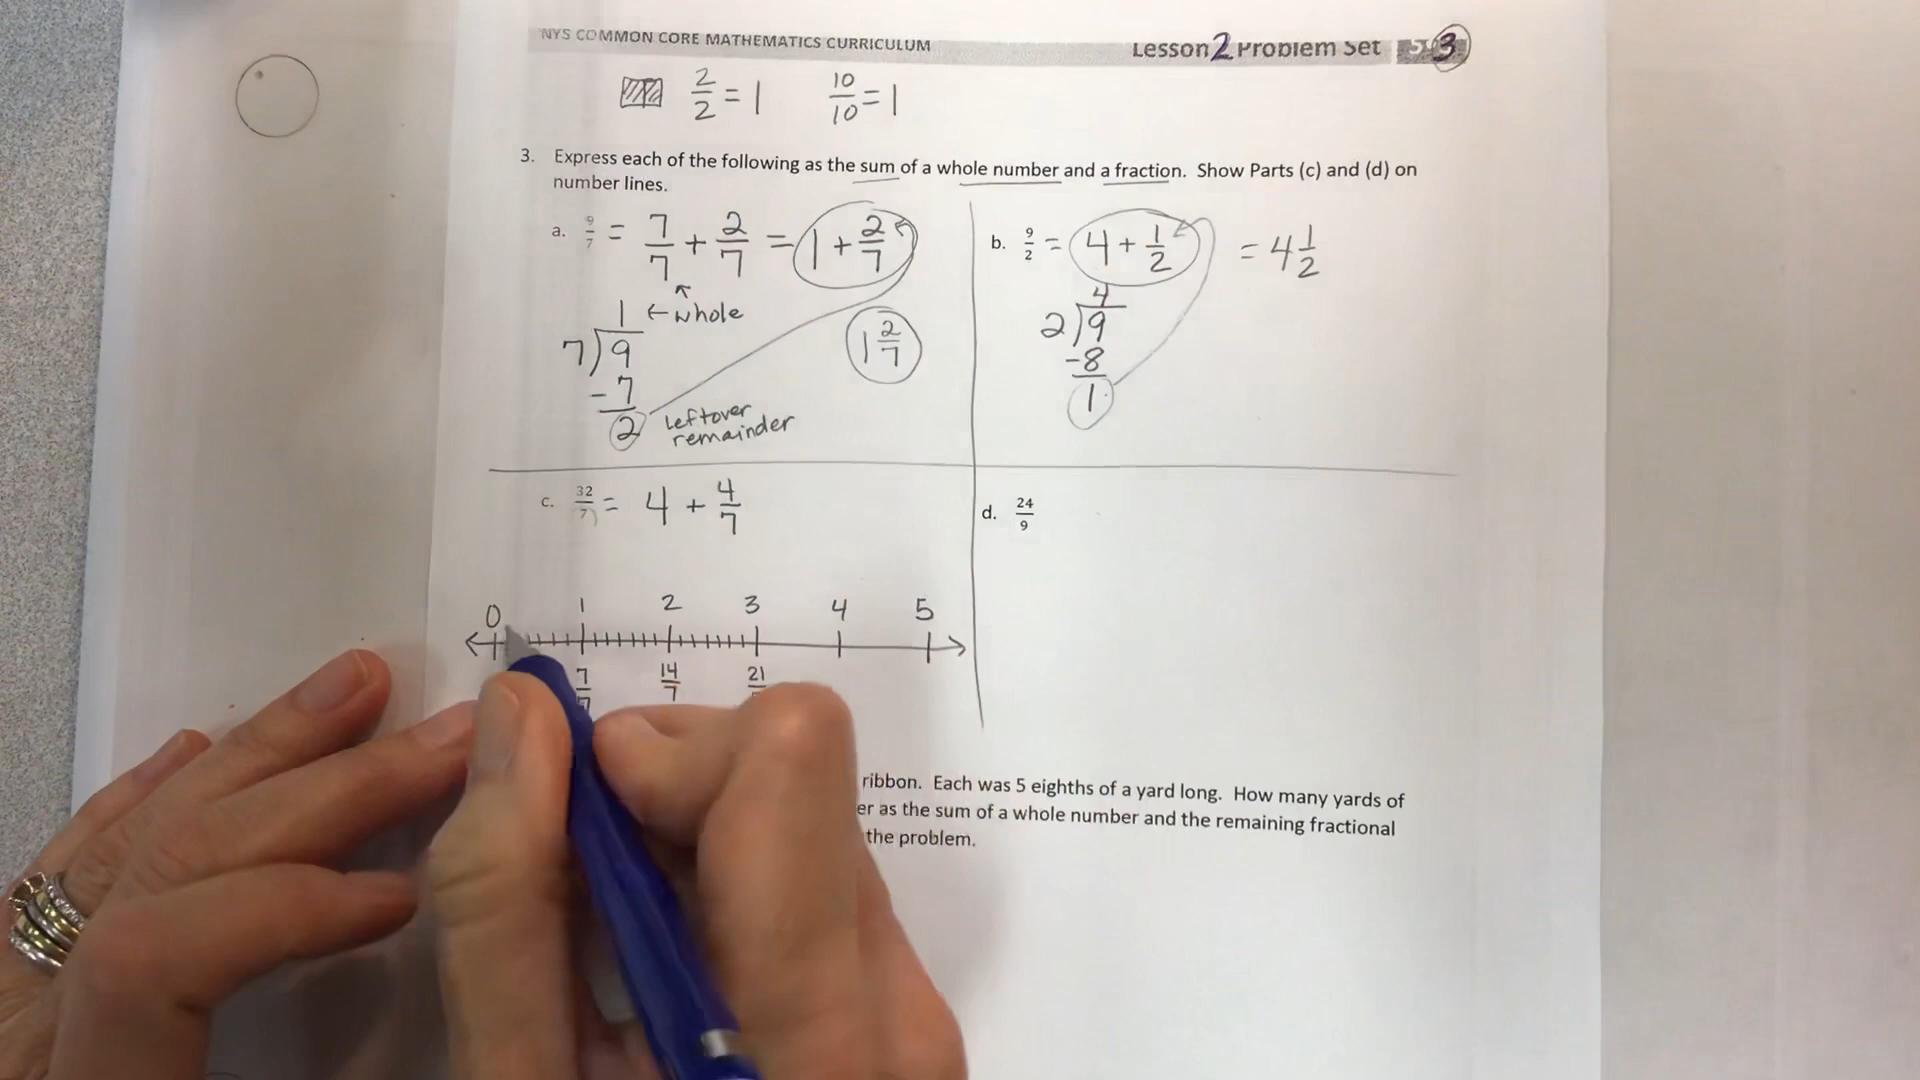 NYS COMMON CORE MATHEMATICS CURRICULUM
Lesson 2 Problem Set 3
2/2 = 1 10/10 = 1
3. Express each of the following as the sum of a whole number and a fraction. Show Parts (c) and (d) on
number lines.
a. 9/7 = 7/7 + 2/7 = 1 + 2/7
1 ← whole
7)9
-7
2 leftover
remainder
1 2/7
b. 9/2 = 4 + 1/2 = 4 1/2
4
2)9
-8
1
c. 32/7 = 4 + 4/7
0 1 2 3 4 5
7/7 14/7 21
d. 24/9
ribbon. Each was 5 eighths of a yard long. How many yards of
er as the sum of a whole number and the remaining fractional
the problem.